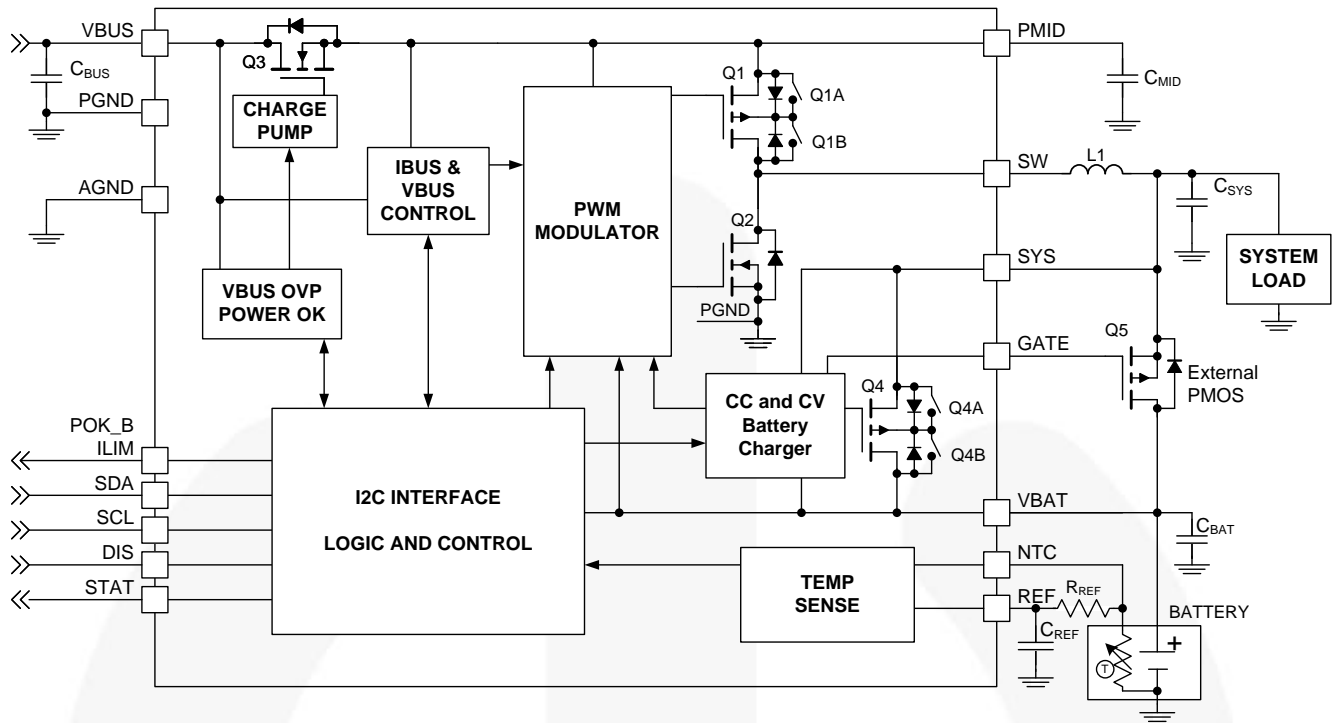 VBUS
PMID
Q3
Q1
Q1A
Q1B
CBUS
CMID
PGND
CHARGE
PUMP
IBUS &
VBUS
CONTROL
PWM
MODULATOR
SW
L1
CSYS
AGND
Q2
SYSTEM
LOAD
SYS
VBUS OVP
POWER OK
PGND
GATE
Q5
External
PMOS
CC and CV
Battery
Charger
Q4
Q4A
Q4B
POK_B
ILIM
SDA
SCL
DIS
STAT
I2C INTERFACE
LOGIC AND CONTROL
VBAT
CBAT
NTC
TEMP
SENSE
REF
RREF
CREF
BATTERY
+
T